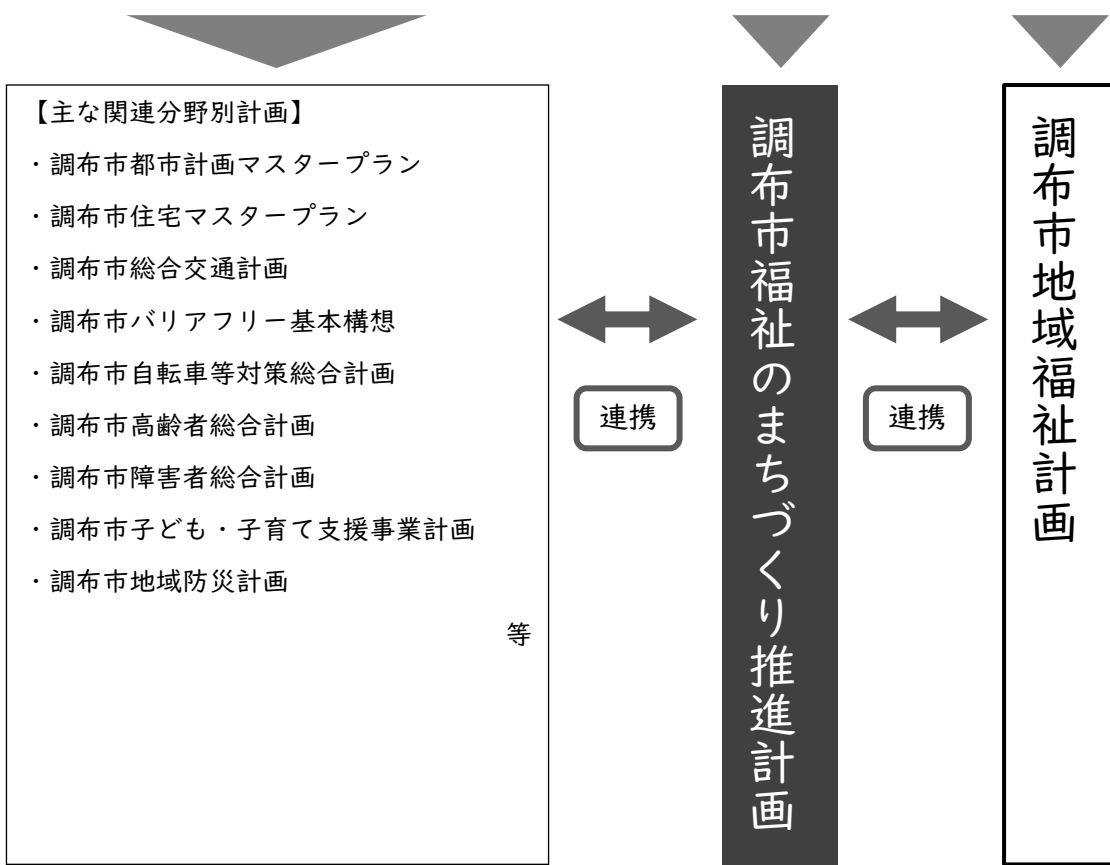 【主な関連分野別計画】
・調布市都市計画マスタープラン
・調布市住宅マスタープラン
・調布市総合交通計画
・調布市バリアフリー基本構想
・調布市自転車等対策総合計画
・調布市高齢者総合計画
・調布市障害者総合計画
・調布市子ども・子育て支援事業計画
・調布市地域防災計画
等
連携
調布市福祉のまちづくり推進計画
連携
調布市地域福祉計画